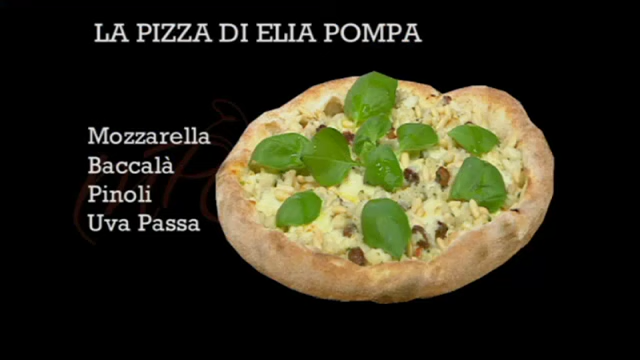 LA PIZZA DI ELIA POMPA
Mozzarella
Baccalà
Pinoli
Uva Passa